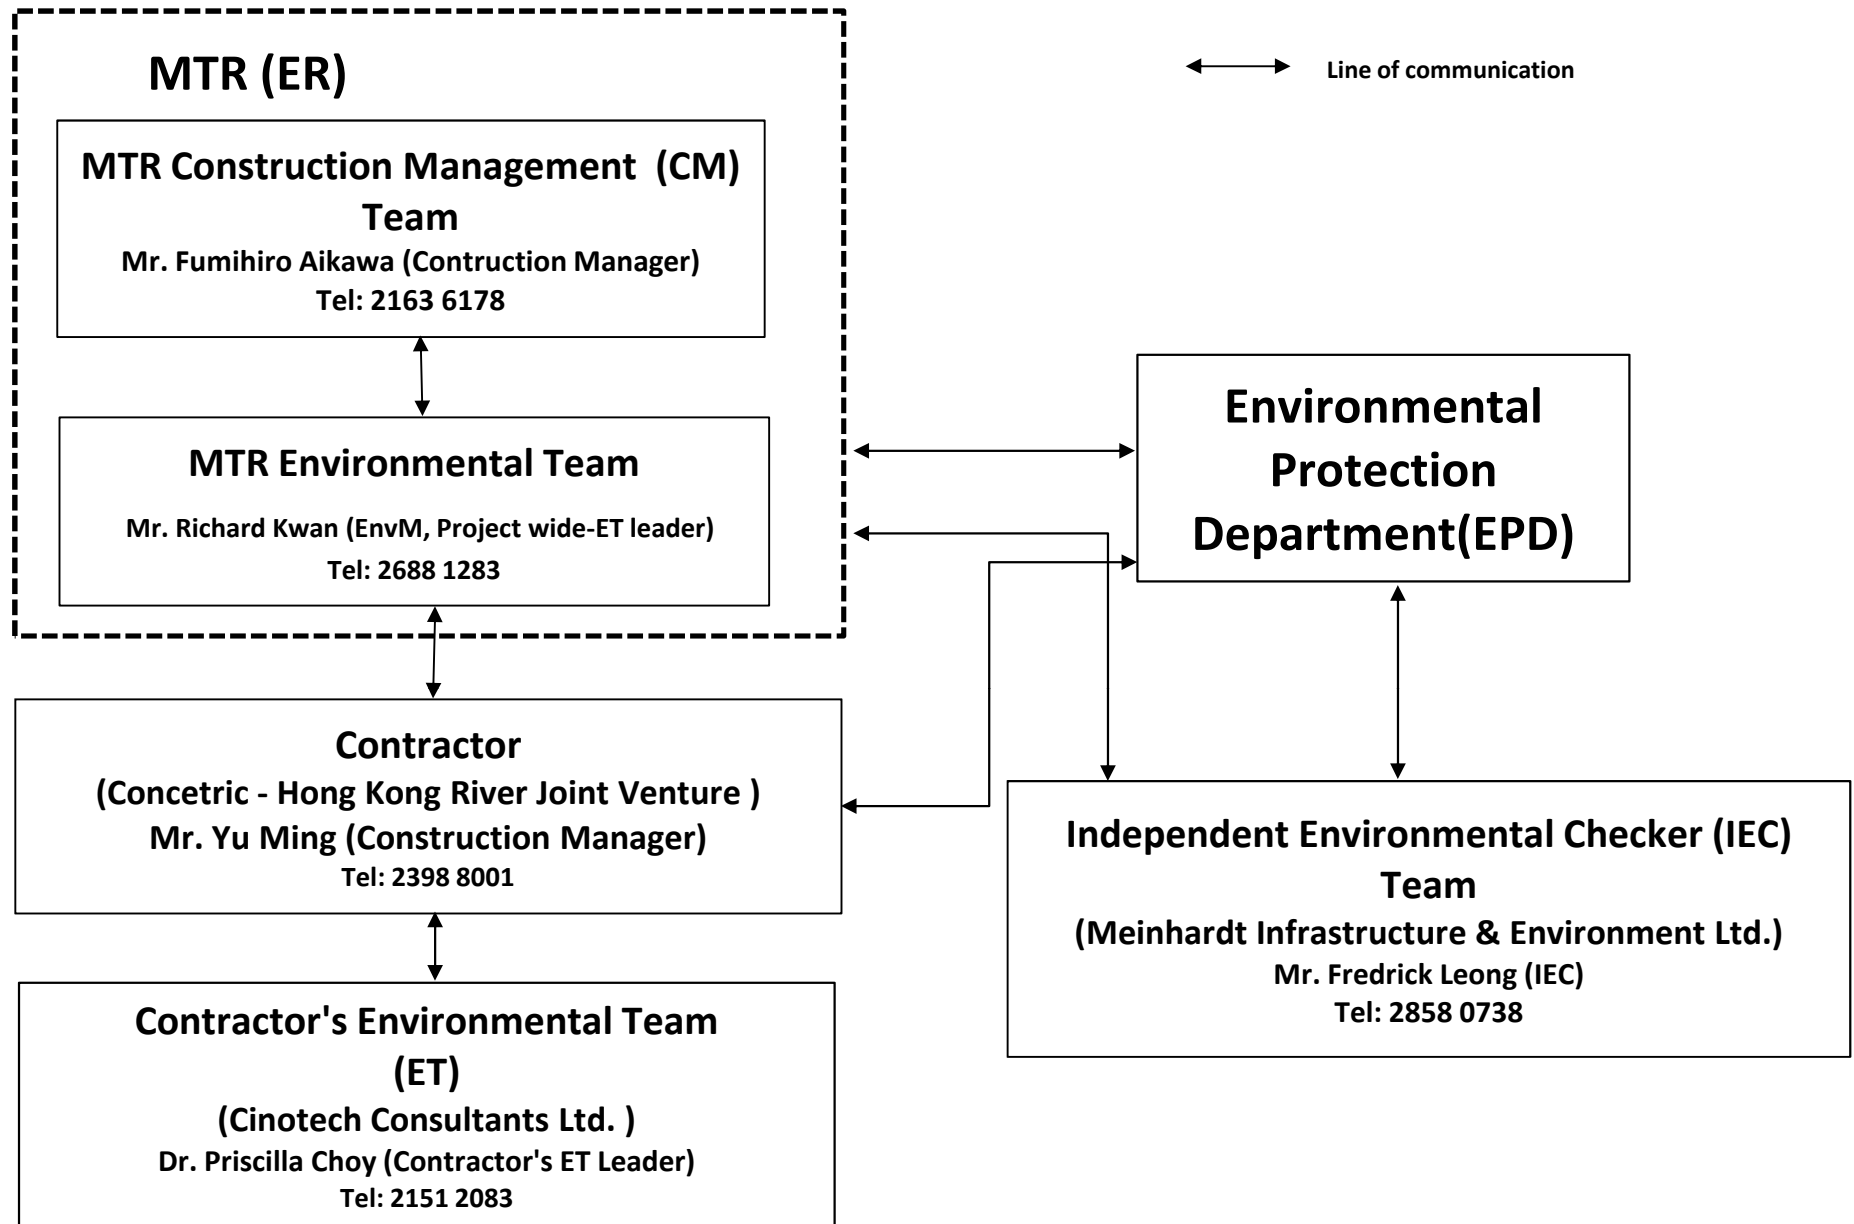 MTR (ER)
Line of communication
MTR Construction Management (CM)
Team
Mr. Fumihiro Aikawa (Contruction Manager)
Tel: 2163 6178
MTR Environmental Team
Mr. Richard Kwan (EnvM, Project wide-ET leader)
Tel: 2688 1283
Environmental
Protection
Department(EPD)
Contractor
(Concetric - Hong Kong River Joint Venture )
Mr. Yu Ming (Construction Manager)
Tel: 2398 8001
Independent Environmental Checker (IEC)
Team
(Meinhardt Infrastructure & Environment Ltd.)
Mr. Fredrick Leong (IEC)
Tel: 2858 0738
Contractor's Environmental Team
(ET)
(Cinotech Consultants Ltd. )
Dr. Priscilla Choy (Contractor's ET Leader)
Tel: 2151 2083